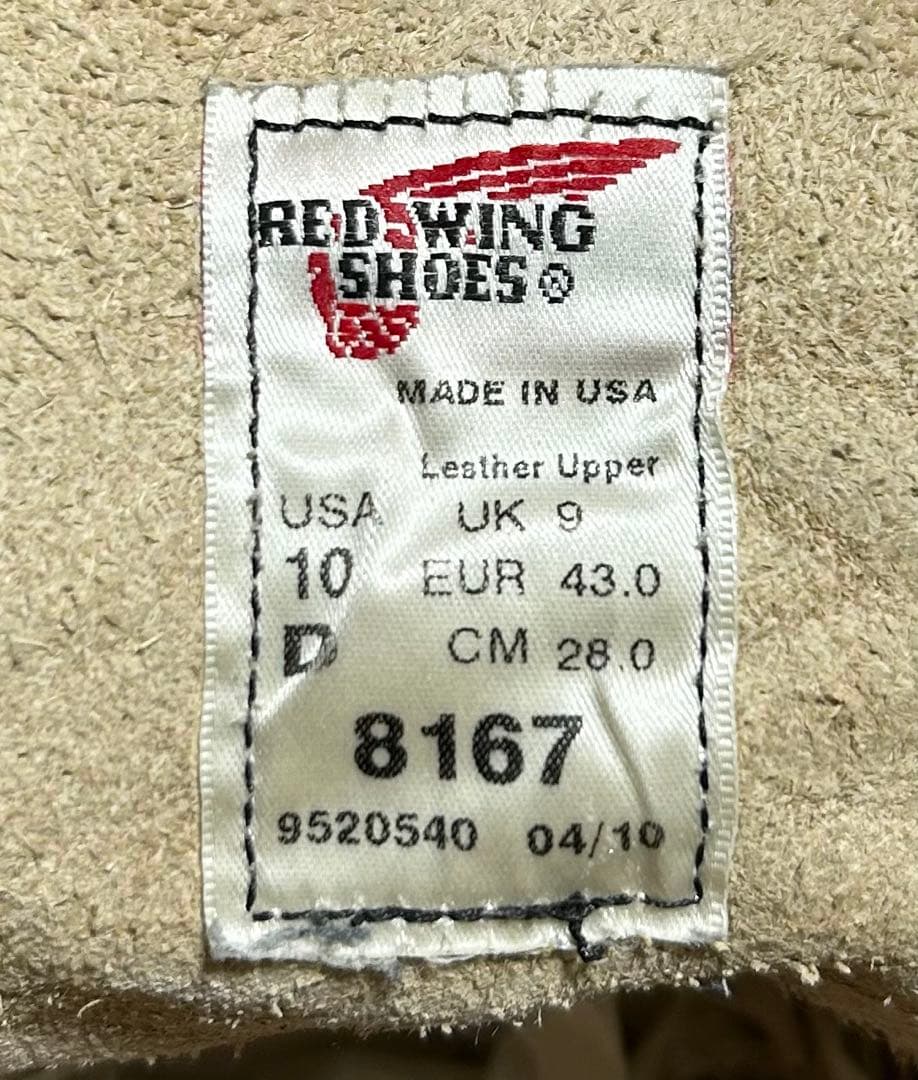 RED WING
SHOES ®
MADE IN USA
Leather Upper
USA UK 9
10 EUR 43.0
D CM 28.0
8167
9520540 04/10